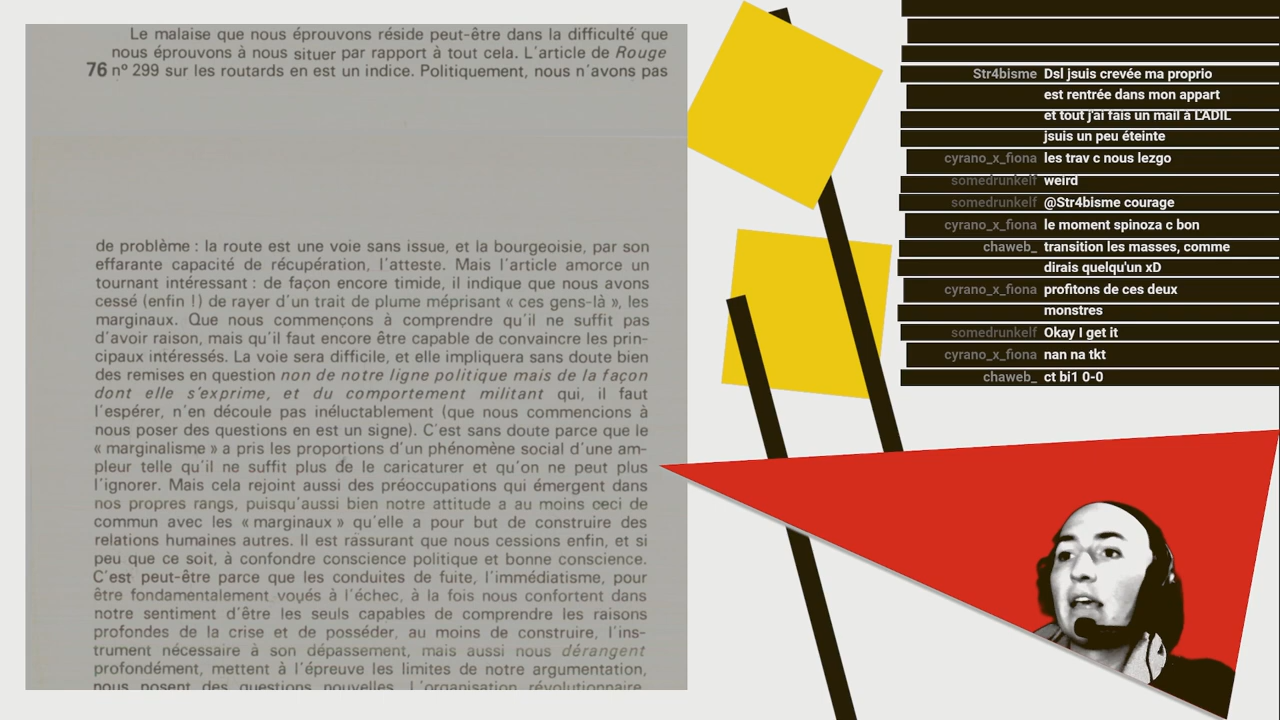 Le malaise que nous éprouvons réside peut-être dans la difficulté que
nous éprouvons à nous situer par rapport à tout cela. L'article de Rouge
76 nº 299 sur les routards en est un indice. Politiquement, nous n'avons pas
de problème : la route est une voie sans issue, et la bourgeoisie, par son
effarante capacité de récupération, l'atteste. Mais l'article amorce un
tournant intéressant : de façon encore timide, il indique que nous avons
cessé (enfin !) de rayer d'un trait de plume méprisant « ces gens-là », les
marginaux. Que nous commençons à comprendre qu'il ne suffit pas
d'avoir raison, mais qu'il faut encore être capable de convaincre les prin-
cipaux intéressés. La voie sera difficile, et elle impliquera sans doute bien
des remises en question non de notre ligne politique mais de la façon
dont elle s'exprime, et du comportement militant qui, il faut
l'espérer, n'en découle pas inéluctablement (que nous commencions à
nous poser des questions en est un signe). C'est sans doute parce que le
« marginalisme » a pris les proportions d'un phénomène social d'une am-
pleur telle qu'il ne suffit plus de le caricaturer et qu'on ne peut plus
l'ignorer. Mais cela rejoint aussi des préoccupations qui émergent dans
nos propres rangs, puisqu'aussi bien notre attitude a au moins ceci de
commun avec les « marginaux » qu'elle a pour but de construire des
relations humaines autres. Il est rassurant que nous cessions enfin, et si
peu que ce soit, à confondre conscience politique et bonne conscience.
C'est peut-être parce que les conduites de fuite, l'immédiatisme, pour
être fondamentalement voués à l'échec, à la fois nous confortent dans
notre sentiment d'être les seuls capables de comprendre les raisons
profondes de la crise et de posséder, au moins de construire, l'ins-
trument nécessaire à son dépassement, mais aussi nous dérangent
profondément, mettent à l'épreuve les limites de notre argumentation,
nous posent des questions nouvelles. L'organisation révolutionnaire,
Str4bisme Dsl jsuis crevée ma proprio
est rentrée dans mon appart
et tout j'ai fais un mail à L'ADIL
jsuis un peu éteinte
cyrano_x_fiona les trav c nous lezgo
somedrunkelf weird
somedrunkelf @Str4bisme courage
cyrano_x_fiona le moment spinoza c bon
chaweb_ transition les masses, comme
dirais quelqu'un xD
cyrano_x_fiona profitons de ces deux
monstres
somedrunkelf Okay I get it
cyrano_x_fiona nan na tkt
chaweb_ ct bi1 0-0